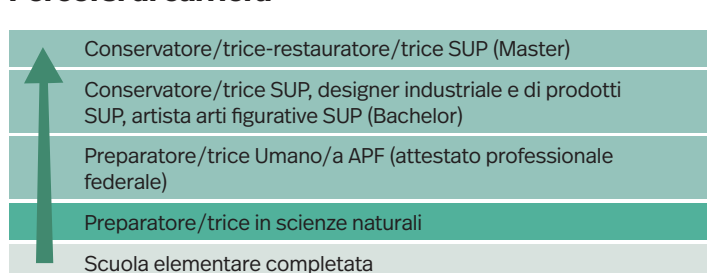 Conservatore/trice-restauratore/trice SUP (Master)
Conservatore/trice SUP, designer industriale e di prodotti
SUP, artista arti figurative SUP (Bachelor)
Preparatore/trice Umano/a APF (attestato professionale
federale)
Preparatore/trice in scienze naturali
Scuola elementare completata